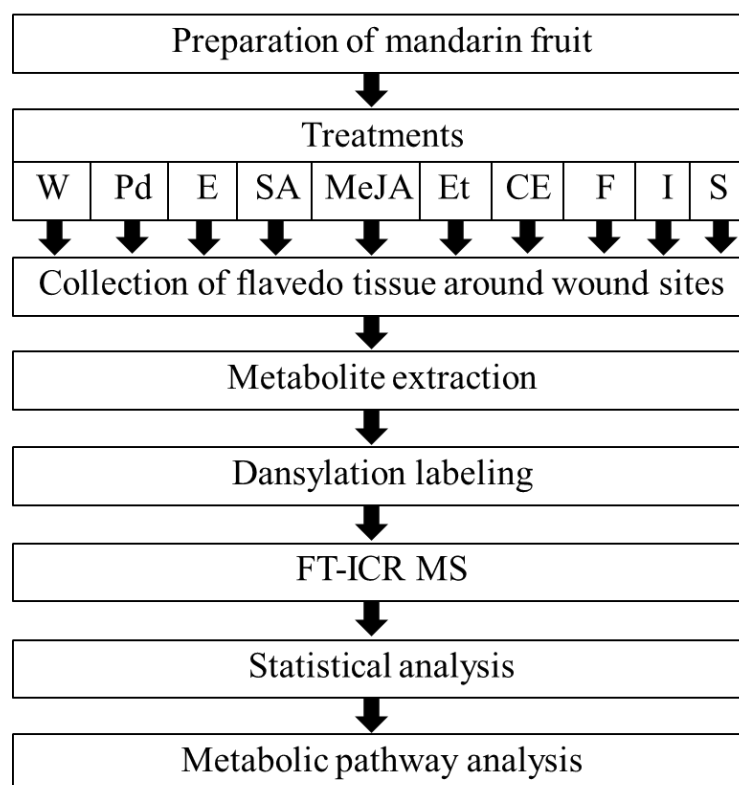 Preparation of mandarin fruit
Treatments
W Pd E SA MeJA Et CE F I S
Collection of flavedo tissue around wound sites
Metabolite extraction
Dansylation labeling
FT-ICR MS
Statistical analysis
Metabolic pathway analysis